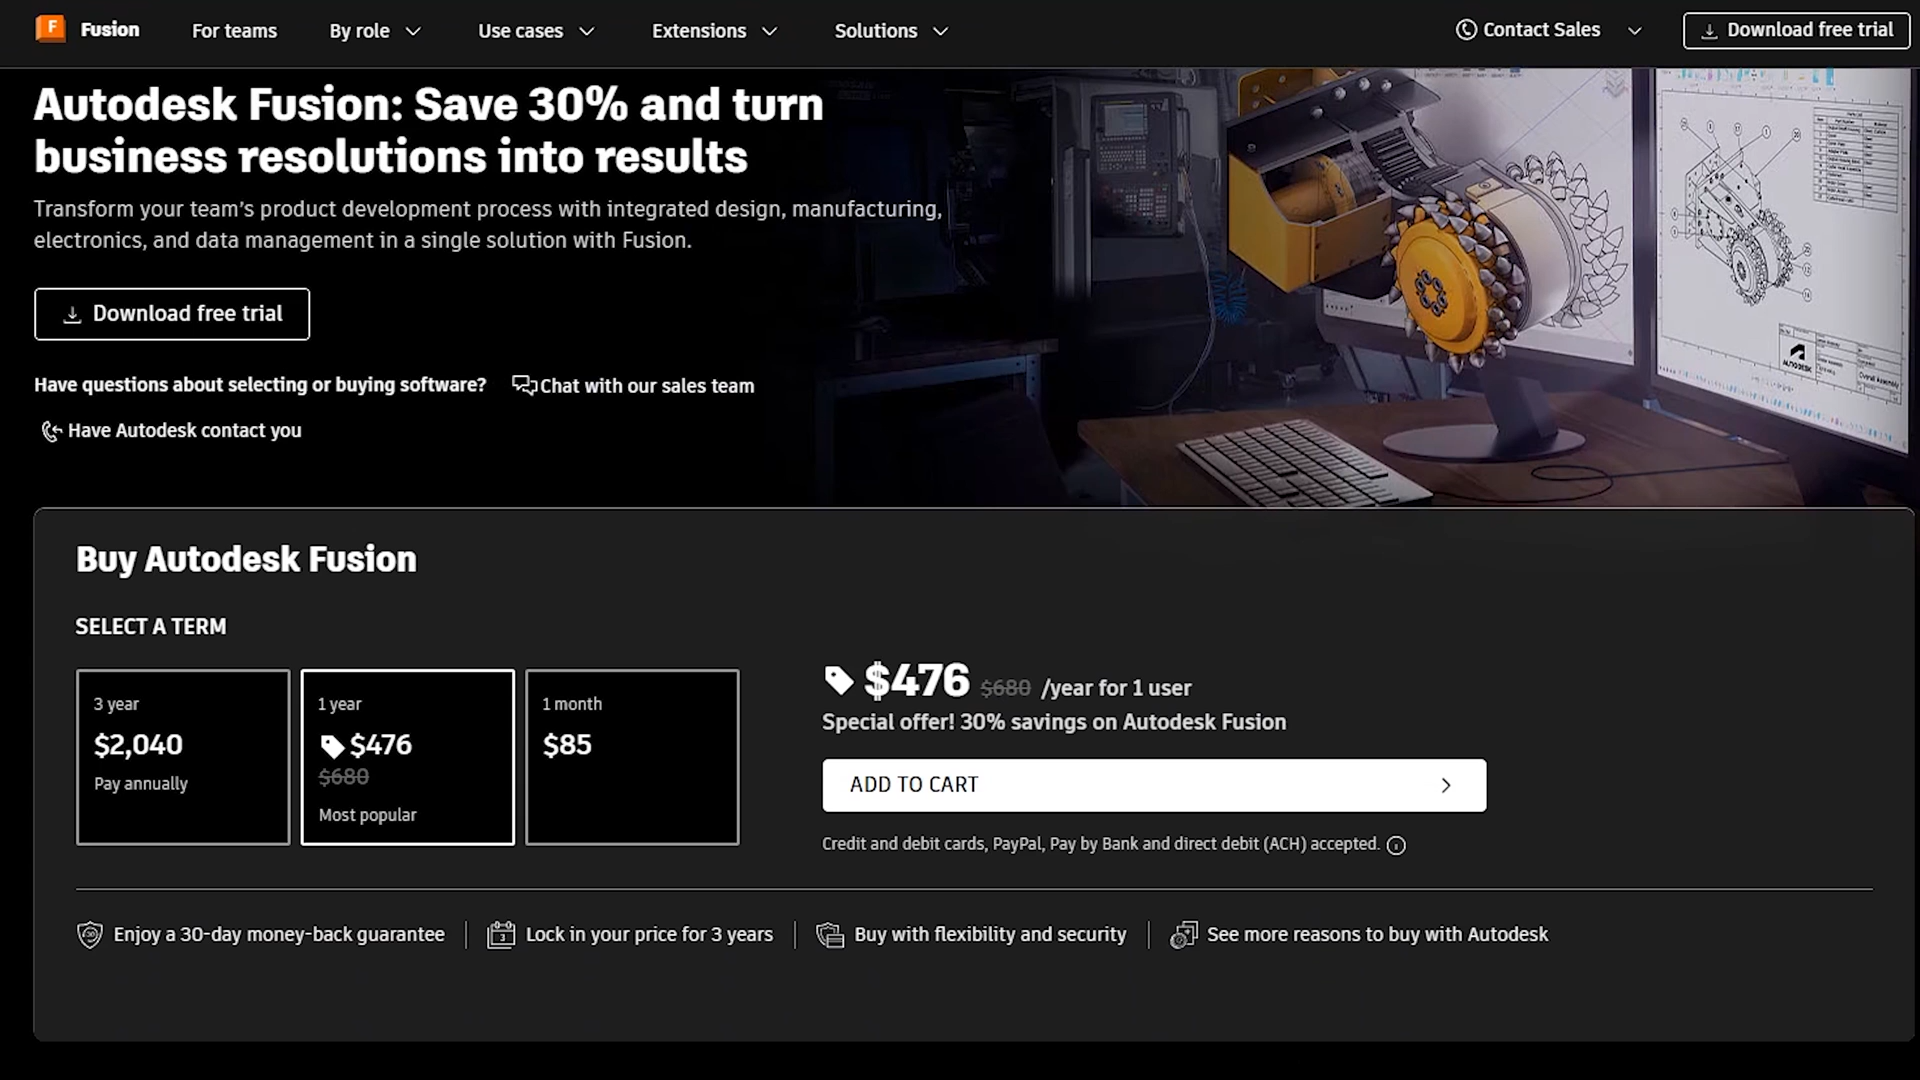 F Fusion For teams By role Use cases Extensions Solutions Contact Sales Download free trial
Autodesk Fusion: Save 30% and turn
business resolutions into results
Transform your team's product development process with integrated design, manufacturing,
electronics, and data management in a single solution with Fusion.
Download free trial
Have questions about selecting or buying software? Chat with our sales team
Have Autodesk contact you
AUTODESK
Overall Assembly
Buy Autodesk Fusion
SELECT A TERM
3 year
$2,040
Pay annually
1 year
$476
$680
Most popular
1 month
$85
$476 $680 /year for 1 user
Special offer! 30% savings on Autodesk Fusion
ADD TO CART
Credit and debit cards, PayPal, Pay by Bank and direct debit (ACH) accepted.
Enjoy a 30-day money-back guarantee
Lock in your price for 3 years
Buy with flexibility and security
See more reasons to buy with Autodesk